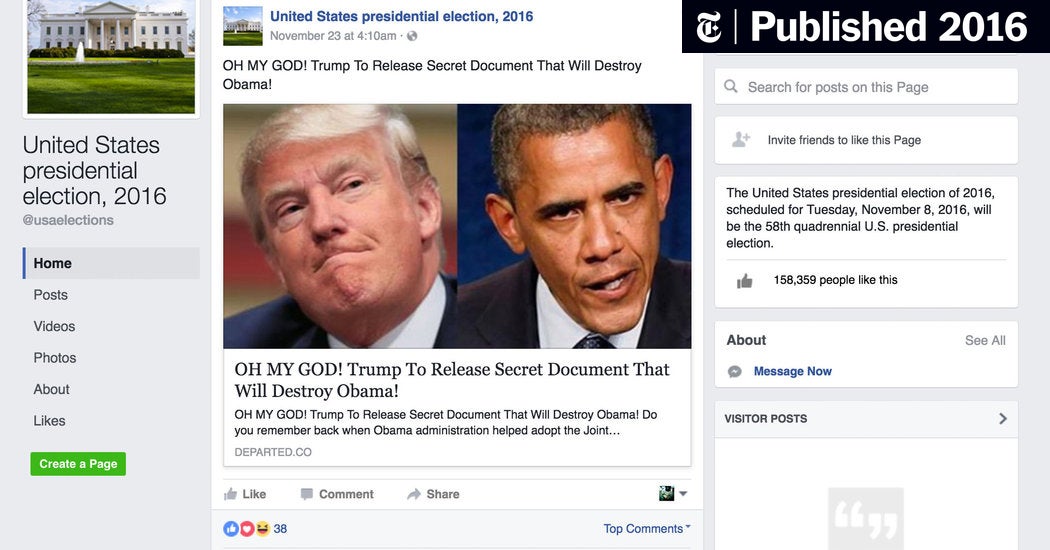 United States
presidential
election, 2016
@usaelections
Home
Posts
Videos
Photos
About
Likes
Create a Page
United States presidential election, 2016
November 23 at 4:10am ·
OH MY GOD! Trump To Release Secret Document That Will Destroy
Obama!
OH MY GOD! Trump To Release Secret Document That
Will Destroy Obama!
OH MY GOD! Trump To Release Secret Document That Will Destroy Obama! Do
you remember back when Obama administration helped adopt the Joint...
DEPARTED.CO
Like Comment Share
38 Top Comments
T | Published 2016
Search for posts on this Page
Invite friends to like this Page
The United States presidential election of 2016,
scheduled for Tuesday, November 8, 2016, will
be the 58th quadrennial U.S. presidential
election.
158,359 people like this
About See All
Message Now
VISITOR POSTS